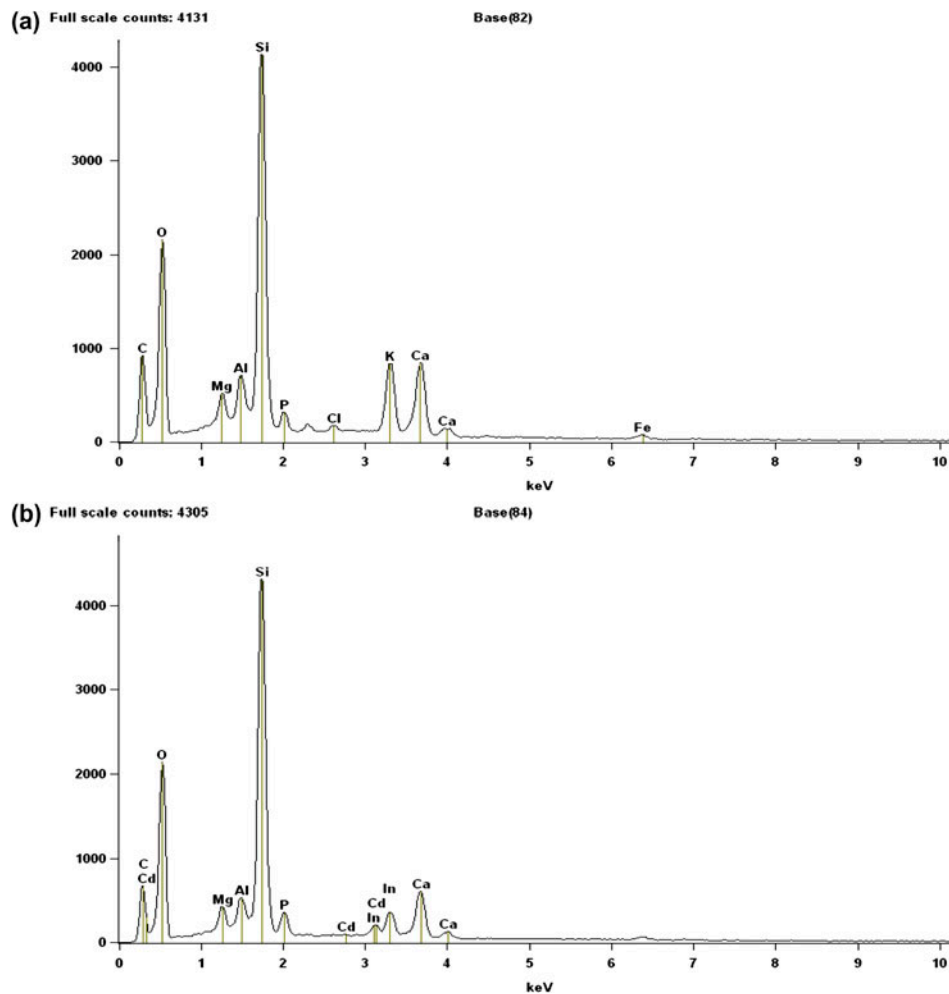 (a) Full scale counts: 4131 Base(82)
Si
4000
3000
O
2000
C
1000
Mg
Al
P
Cl
K
Ca
Ca
Fe
0
0 1 2 3 4 5 6 7 8 9 10
keV
(b) Full scale counts: 4305 Base(84)
Si
4000
3000
O
2000
C
Cd
1000
Mg
Al
P
Cd
Cd
In
In
Ca
Ca
0
0 1 2 3 4 5 6 7 8 9 10
keV